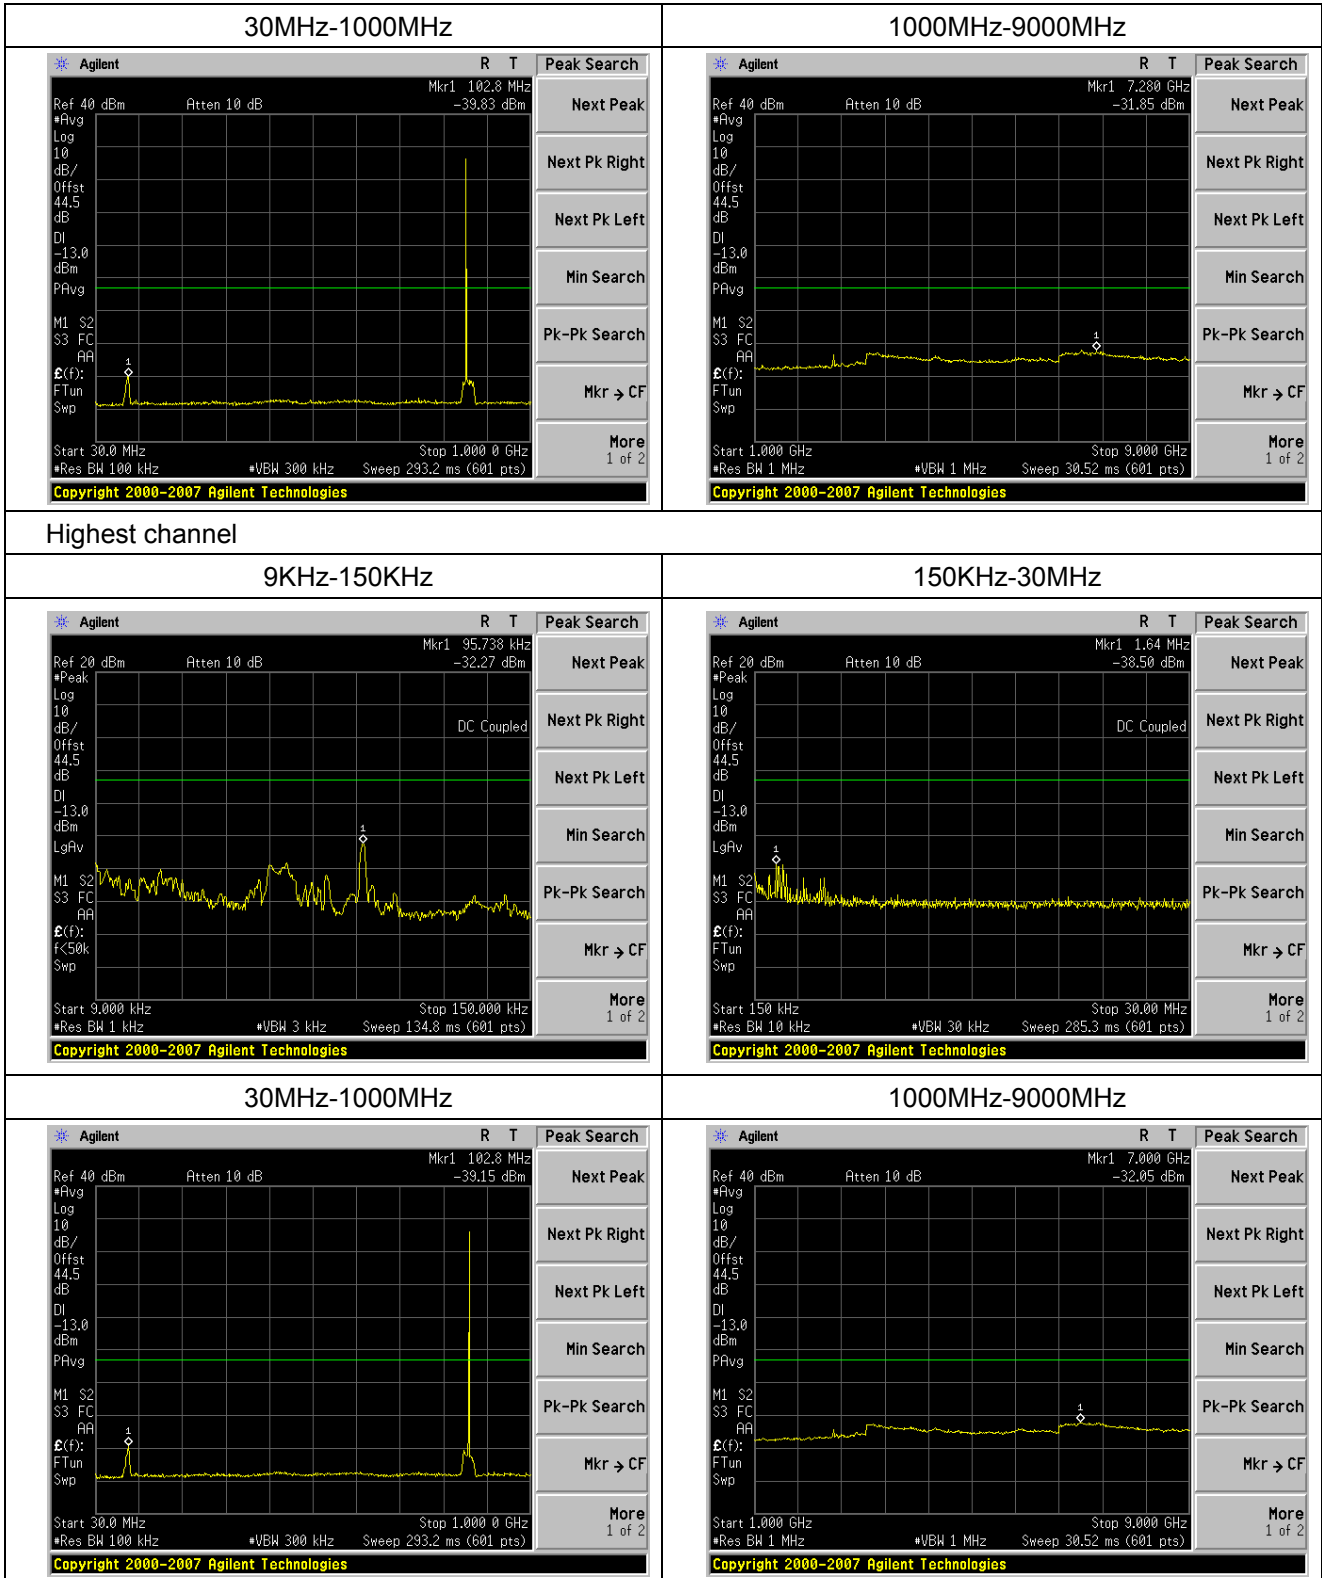 30MHz-1000MHz
1000MHz-9000MHz
Agilent R T Peak Search
Mkr1 102.8 MHz
Ref 40 dBm Atten 10 dB -39.83 dBm
#Avg
Log
10
dB/
Offst
44.5
dB
DI
-13.0
dBm
PAvg
M1 S2
S3 FC
AA
£(f):
FTun
Swp
1
Start 30.0 MHz Stop 1.000 0 GHz
#Res BW 100 kHz #VBW 300 kHz Sweep 293.2 ms (601 pts)
Next Peak
Next Pk Right
Next Pk Left
Min Search
Pk-Pk Search
Mkr → CF
More
1 of 2
Copyright 2000-2007 Agilent Technologies
Agilent R T Peak Search
Mkr1 7.280 GHz
Ref 40 dBm Atten 10 dB -31.85 dBm
#Avg
Log
10
dB/
Offst
44.5
dB
DI
-13.0
dBm
PAvg
M1 S2
S3 FC
AA
£(f):
FTun
Swp
1
Start 1.000 GHz Stop 9.000 GHz
#Res BW 1 MHz #VBW 1 MHz Sweep 30.52 ms (601 pts)
Next Peak
Next Pk Right
Next Pk Left
Min Search
Pk-Pk Search
Mkr → CF
More
1 of 2
Copyright 2000-2007 Agilent Technologies
Highest channel
9KHz-150KHz
150KHz-30MHz
Agilent R T Peak Search
Mkr1 95.738 kHz
Ref 20 dBm Atten 10 dB -32.27 dBm
#Peak
Log
10
dB/
Offst
44.5
dB
DI
-13.0
dBm
LgAv
M1 S2
S3 FC
AA
£(f):
f<50k
Swp
DC Coupled
1
Start 9.000 kHz Stop 150.000 kHz
#Res BW 1 kHz #VBW 3 kHz Sweep 134.8 ms (601 pts)
Next Peak
Next Pk Right
Next Pk Left
Min Search
Pk-Pk Search
Mkr → CF
More
1 of 2
Copyright 2000-2007 Agilent Technologies
Agilent R T Peak Search
Mkr1 1.64 MHz
Ref 20 dBm Atten 10 dB -38.50 dBm
#Peak
Log
10
dB/
Offst
44.5
dB
DI
-13.0
dBm
LgAv
M1 S2
S3 FC
AA
£(f):
FTun
Swp
DC Coupled
1
Start 150 kHz Stop 30.00 MHz
#Res BW 10 kHz #VBW 30 kHz Sweep 285.3 ms (601 pts)
Next Peak
Next Pk Right
Next Pk Left
Min Search
Pk-Pk Search
Mkr → CF
More
1 of 2
Copyright 2000-2007 Agilent Technologies
30MHz-1000MHz
1000MHz-9000MHz
Agilent R T Peak Search
Mkr1 102.8 MHz
Ref 40 dBm Atten 10 dB -39.15 dBm
#Avg
Log
10
dB/
Offst
44.5
dB
DI
-13.0
dBm
PAvg
M1 S2
S3 FC
AA
£(f):
FTun
Swp
1
Start 30.0 MHz Stop 1.000 0 GHz
#Res BW 100 kHz #VBW 300 kHz Sweep 293.2 ms (601 pts)
Next Peak
Next Pk Right
Next Pk Left
Min Search
Pk-Pk Search
Mkr → CF
More
1 of 2
Copyright 2000-2007 Agilent Technologies
Agilent R T Peak Search
Mkr1 7.000 GHz
Ref 40 dBm Atten 10 dB -32.05 dBm
#Avg
Log
10
dB/
Offst
44.5
dB
DI
-13.0
dBm
PAvg
M1 S2
S3 FC
AA
£(f):
FTun
Swp
1
Start 1.000 GHz Stop 9.000 GHz
#Res BW 1 MHz #VBW 1 MHz Sweep 30.52 ms (601 pts)
Next Peak
Next Pk Right
Next Pk Left
Min Search
Pk-Pk Search
Mkr → CF
More
1 of 2
Copyright 2000-2007 Agilent Technologies